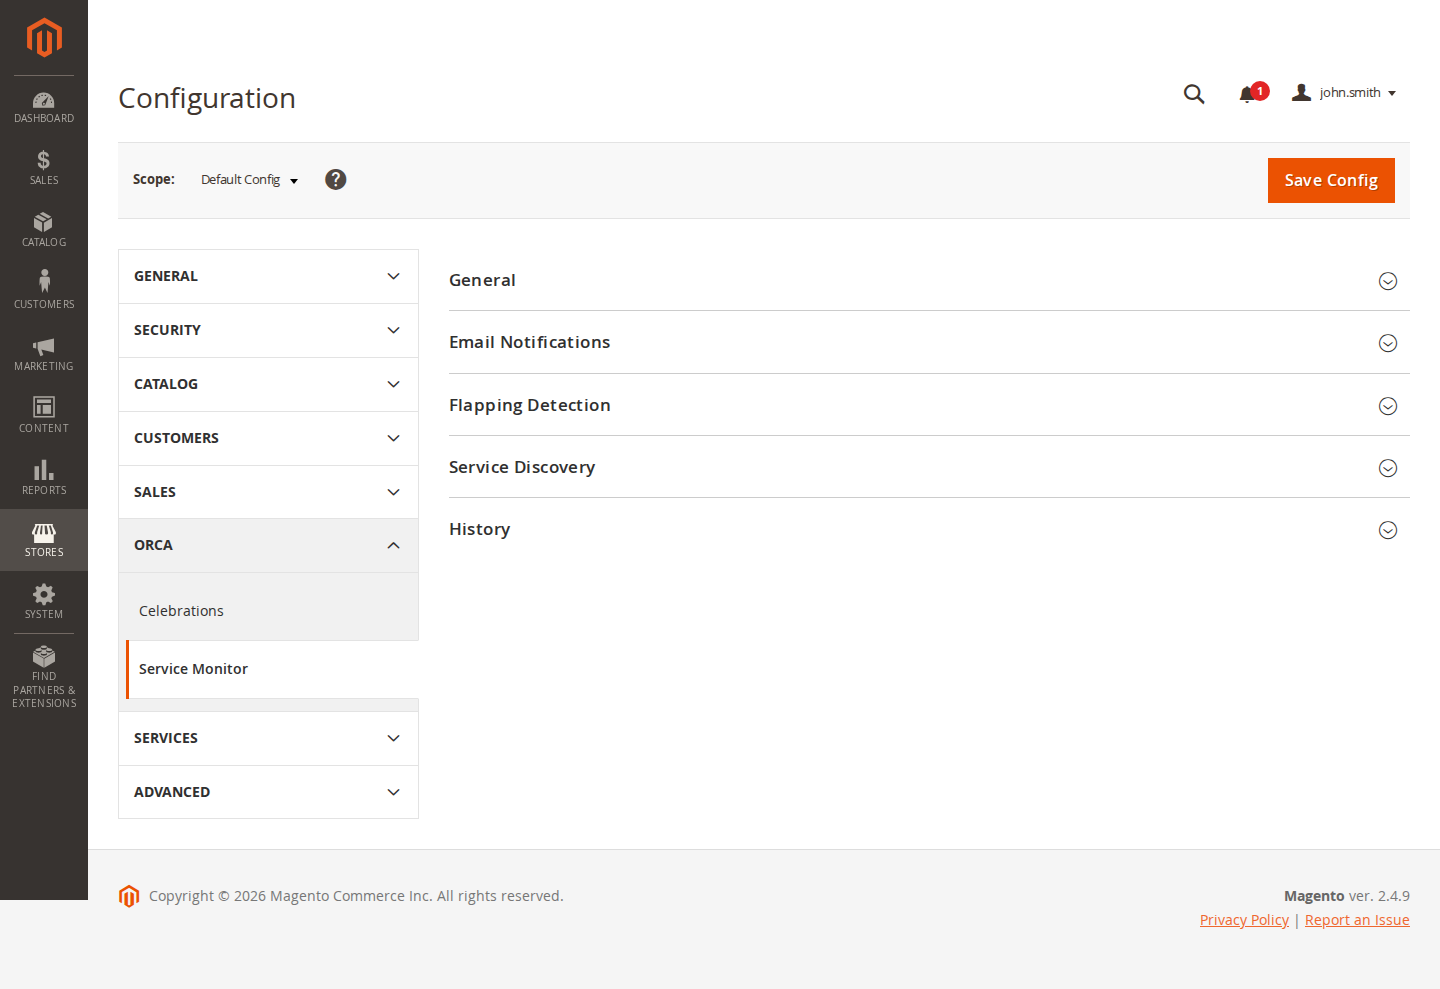 Configuration
1
john.smith
Scope:
Default Config
?
Save Config
DASHBOARD
SALES
CATALOG
CUSTOMERS
MARKETING
CONTENT
REPORTS
STORES
SYSTEM
FIND
PARTNERS &
EXTENSIONS
GENERAL
SECURITY
CATALOG
CUSTOMERS
SALES
ORCA
Celebrations
Service Monitor
SERVICES
ADVANCED
General
Email Notifications
Flapping Detection
Service Discovery
History
Copyright © 2026 Magento Commerce Inc. All rights reserved.
Magento ver. 2.4.9
Privacy Policy | Report an Issue